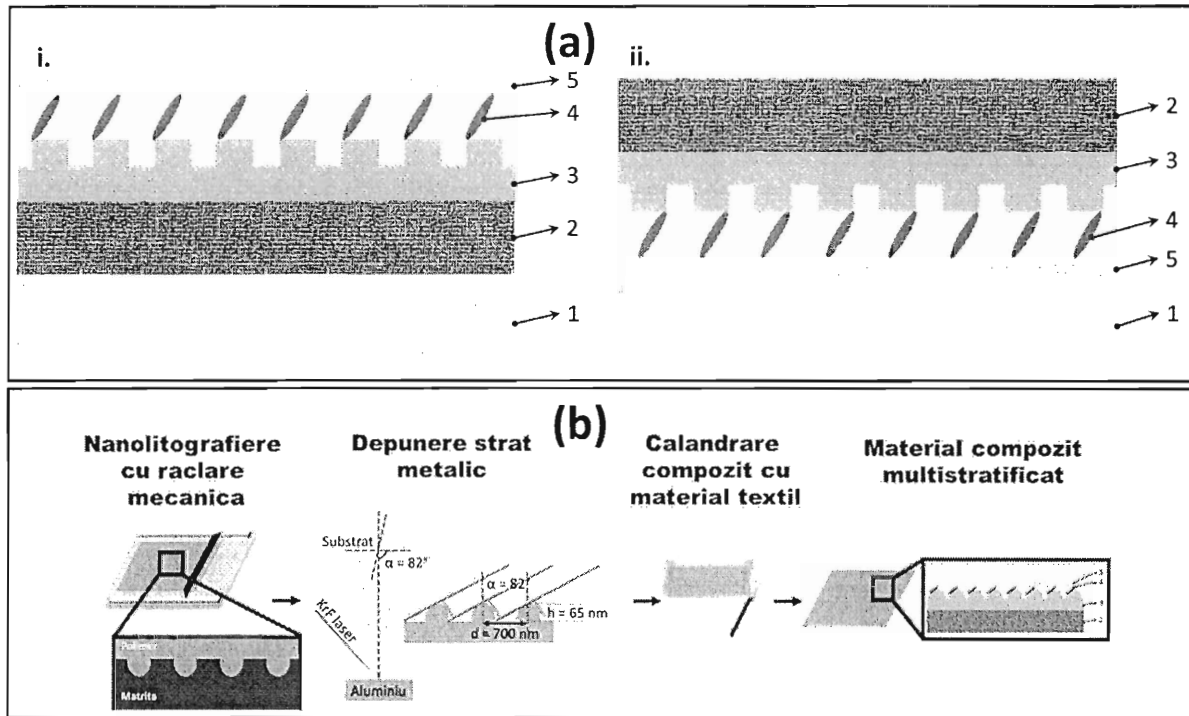 (a)
i.
5
4
3
2
1
ii.
2
3
4
5
1
(b)
Nanolitografiere
cu raclare
mecanica
Depunere strat
metalic
Calandrare
compozit cu
material textil
Material compozit
multistratificat
Substrat
α = 82°
KrF laser
Aluminiu
α = 82
h = 65 nm
d = 700 nm
Polimer
Matrita